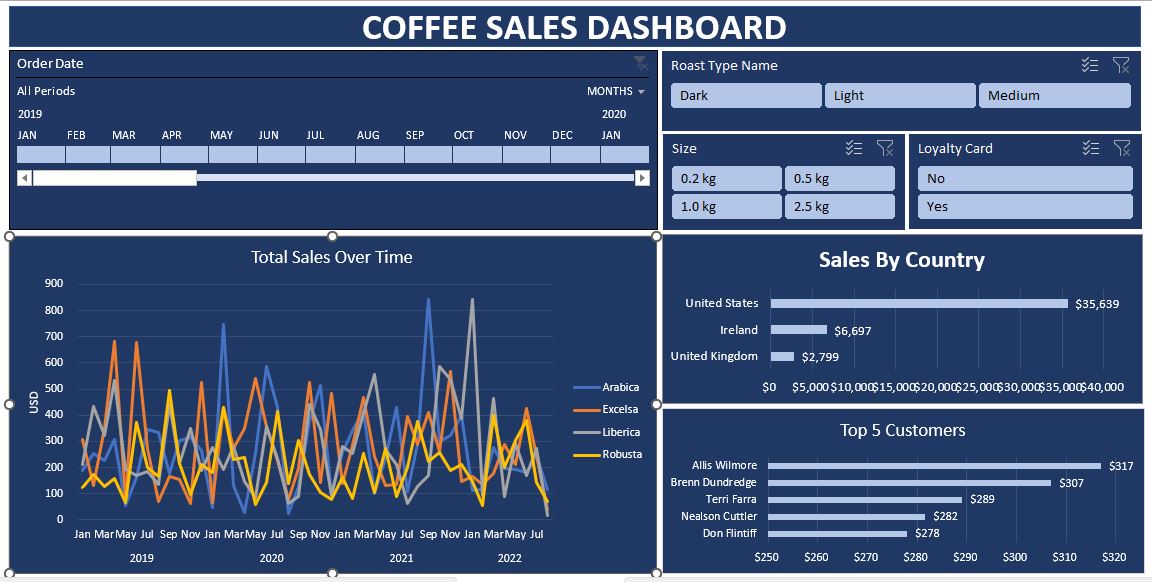 COFFEE SALES DASHBOARD
Order Date
All Periods MONTHS
2019 2020
JAN FEB MAR APR MAY JUN JUL AUG SEP OCT NOV DEC JAN
Roast Type Name
Dark Light Medium
Size
0.2 kg 0.5 kg
1.0 kg 2.5 kg
Loyalty Card
No
Yes
Total Sales Over Time
900
800
700
600
500
400
300
200
100
0
USD
Jan Mar May Jul Sep Nov Jan Mar May Jul Sep Nov Jan Mar May Jul Sep Nov Jan Mar May Jul
2019 2020 2021 2022
Arabica
Excelsa
Liberica
Robusta
Sales By Country
United States $35,639
Ireland $6,697
United Kingdom $2,799
$0 $5,000 $10,000 $15,000 $20,000 $25,000 $30,000 $35,000 $40,000
Top 5 Customers
Allis Wilmore $317
Brenn Dundredge $307
Terri Farra $289
Nealson Cuttler $282
Don Flintiff $278
$250 $260 $270 $280 $290 $300 $310 $320